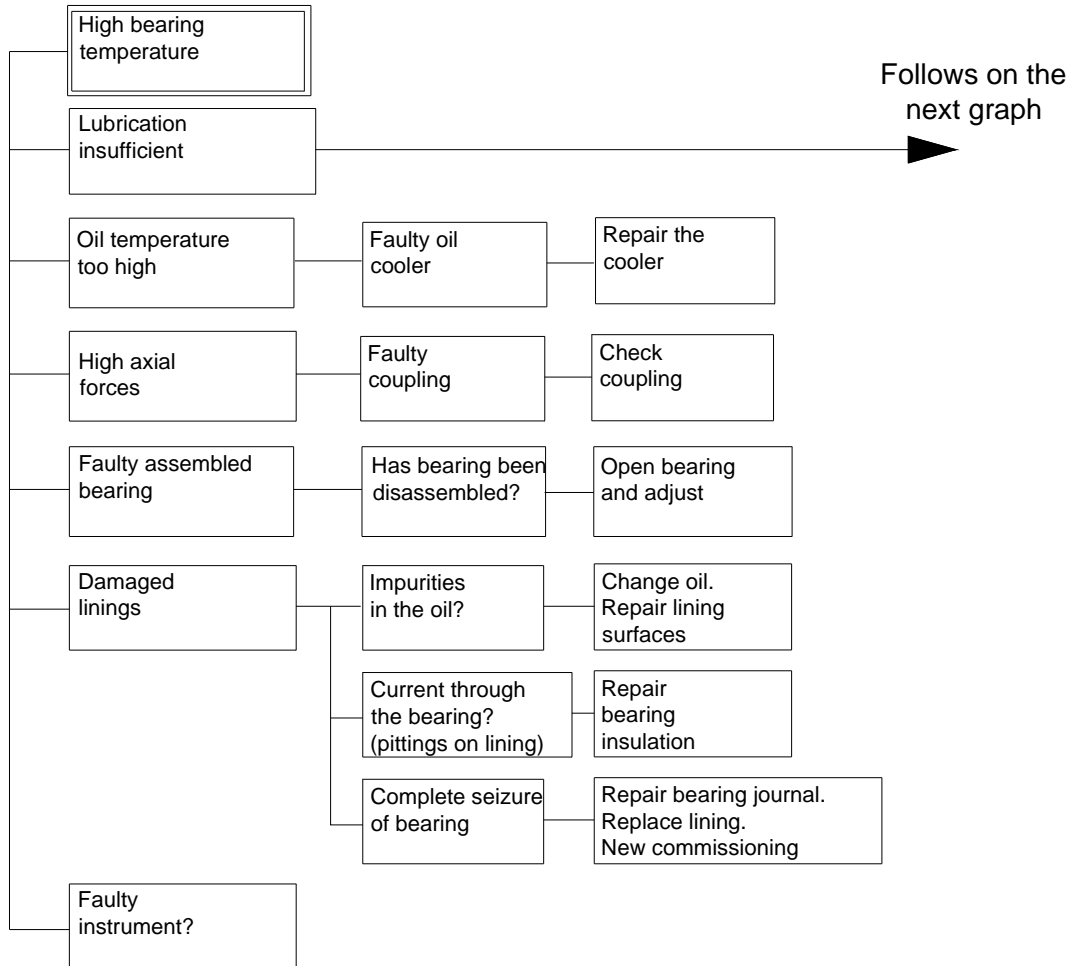 High bearing
temperature
Follows on the
next graph
Lubrication
insufficient
Oil temperature
too high
Faulty oil
cooler
Repair the
cooler
High axial
forces
Faulty
coupling
Check
coupling
Faulty assembled
bearing
Has bearing been
disassembled?
Open bearing
and adjust
Damaged
linings
Impurities
in the oil?
Change oil.
Repair lining
surfaces
Current through
the bearing?
(pittings on lining)
Repair
bearing
insulation
Complete seizure
of bearing
Repair bearing journal.
Replace lining.
New commissioning
Faulty
instrument?